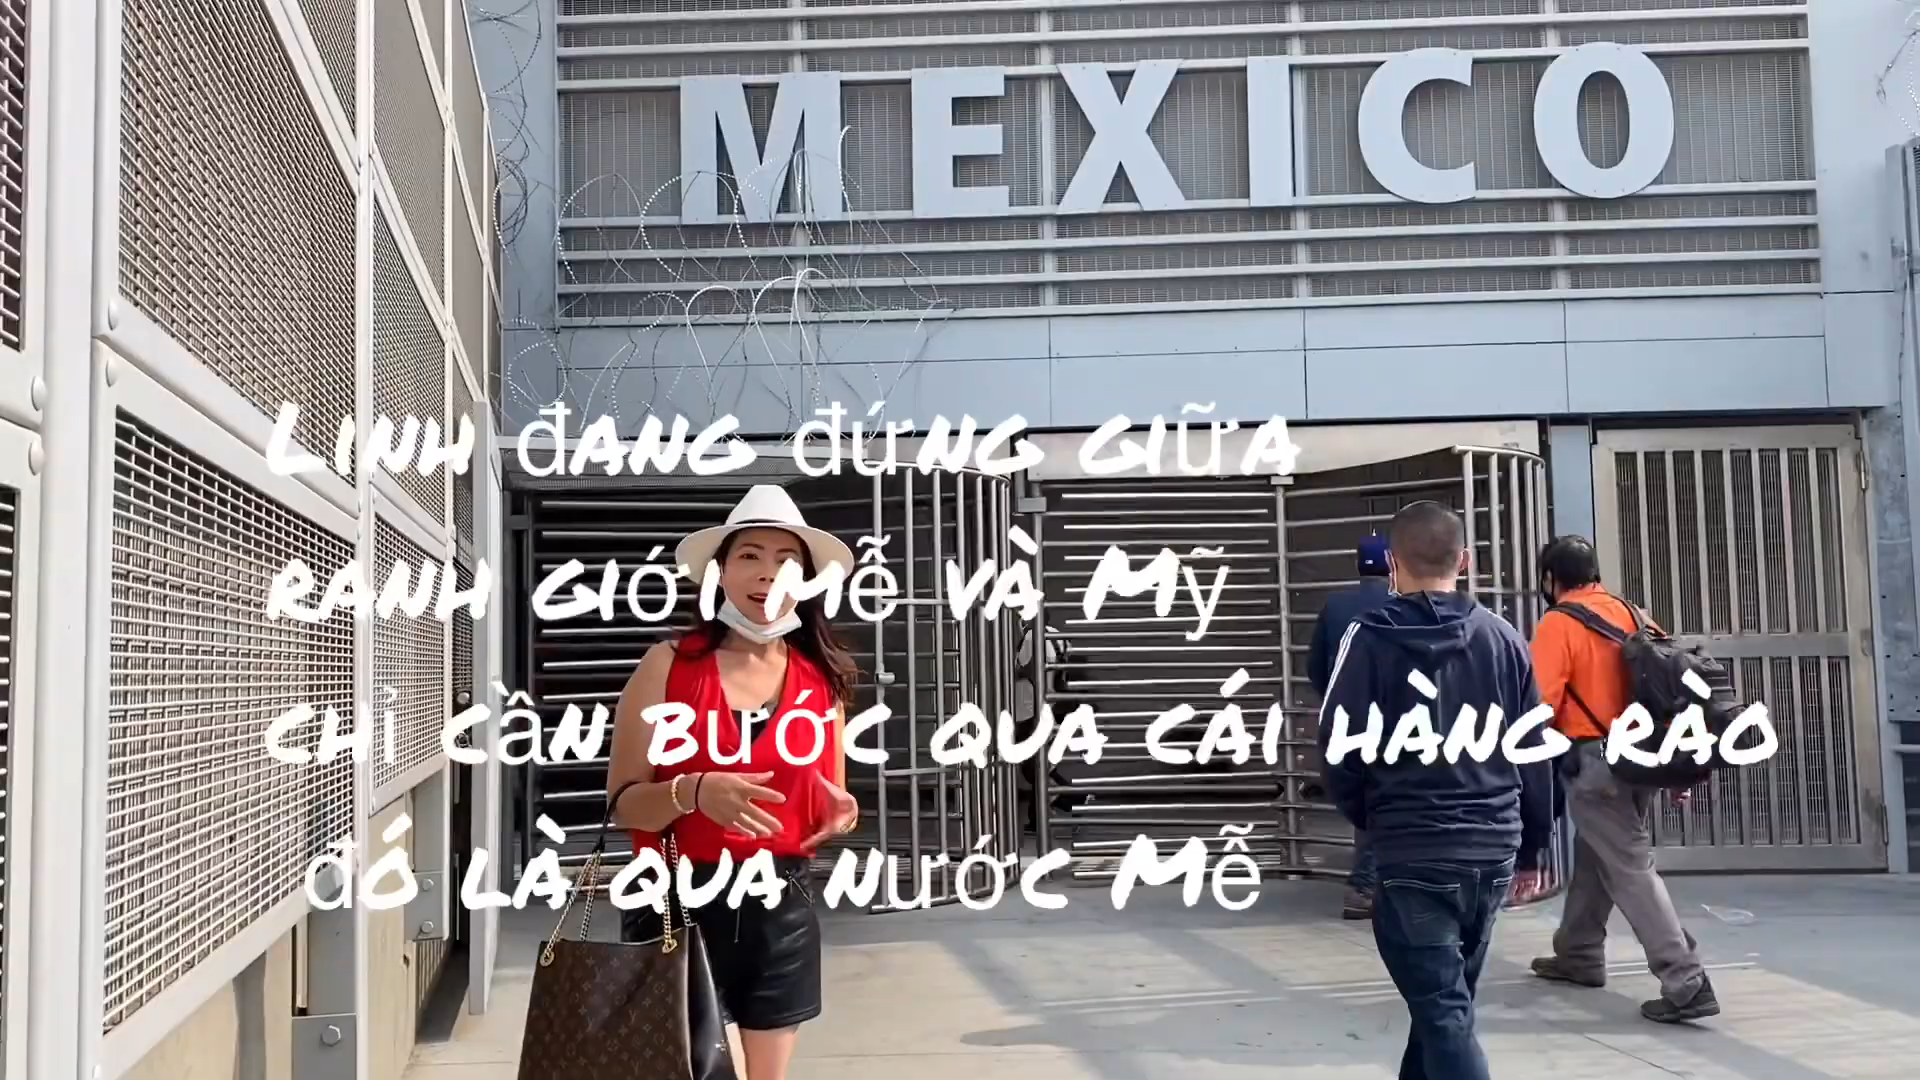 MEXICO
Linh đang đứng giữa
ranh giới mễ và Mỹ
chỉ cần bước qua cái hàng rào
đó là qua nước Mễ